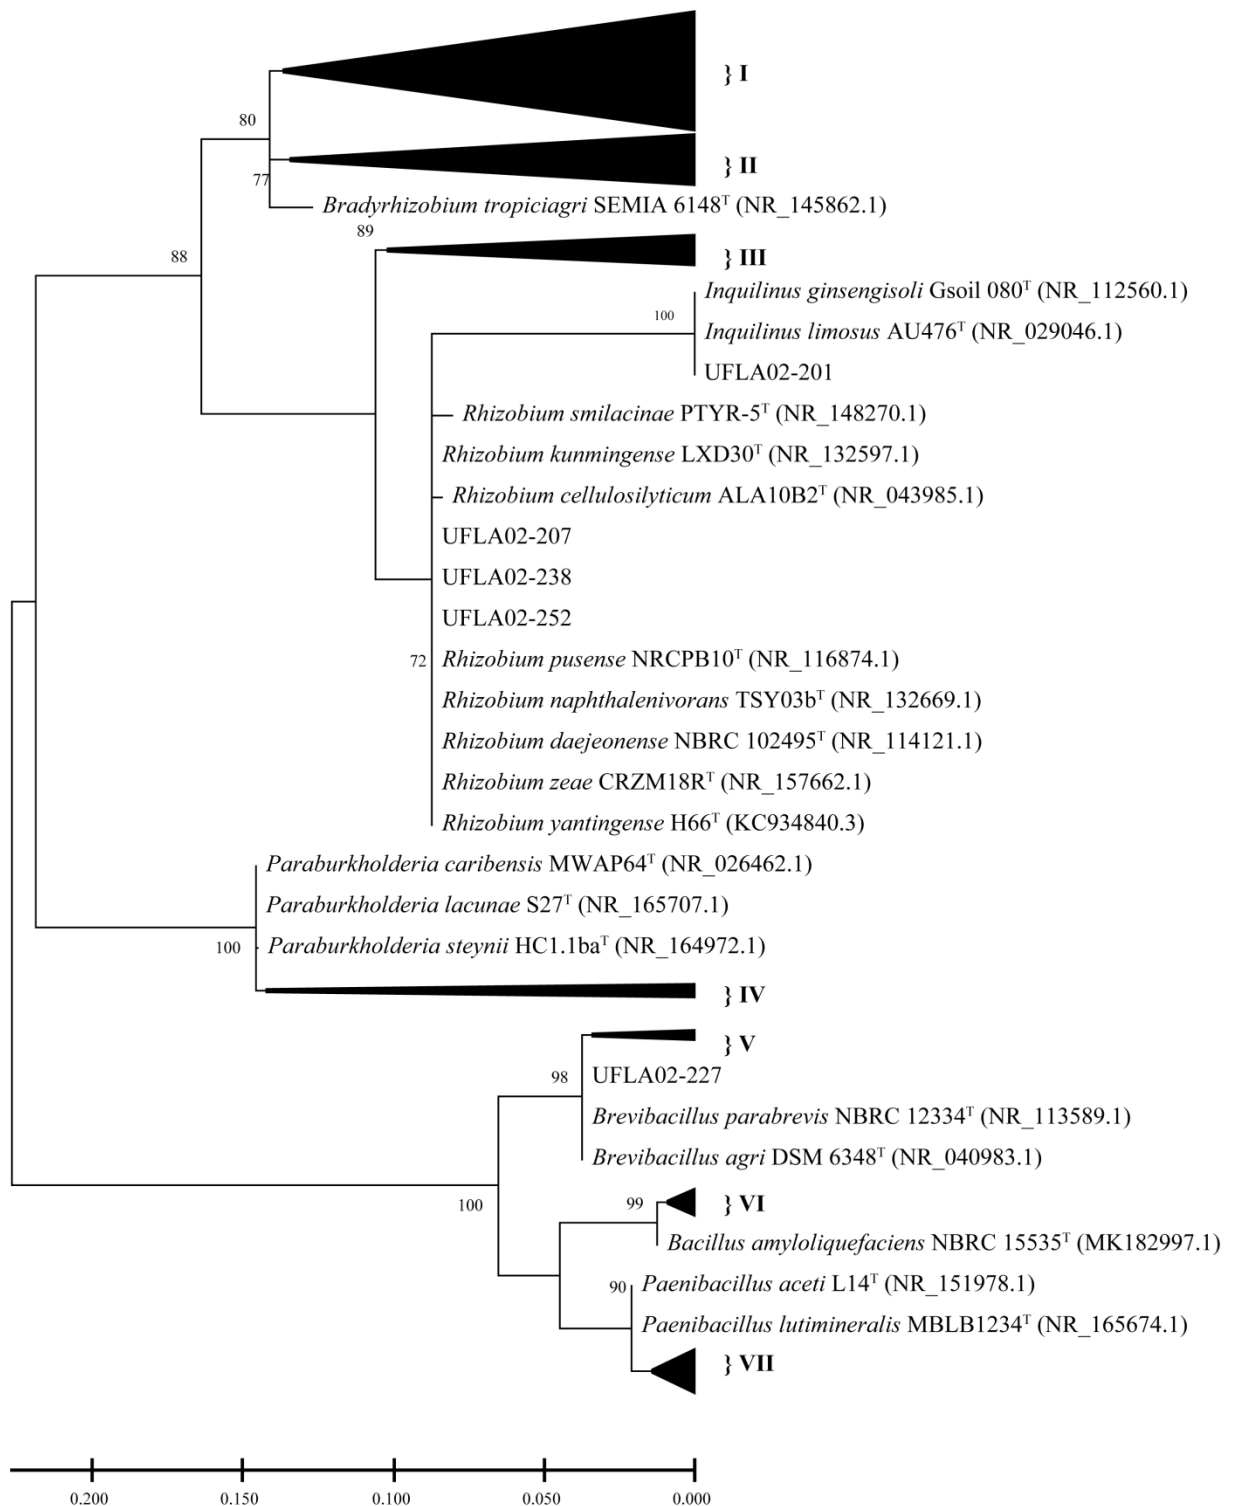 } I
80
} II
77
Bradyrhizobium tropiciagri SEMIA 6148ᵀ (NR_145862.1)
89
88
} III
Inquilinus ginsengisoli Gsoil 080ᵀ (NR_112560.1)
100
Inquilinus limosus AU476ᵀ (NR_029046.1)
UFLA02-201
Rhizobium smilacinae PTYR-5ᵀ (NR_148270.1)
Rhizobium kunmingense LXD30ᵀ (NR_132597.1)
Rhizobium cellulosilyticum ALA10B2ᵀ (NR_043985.1)
UFLA02-207
UFLA02-238
UFLA02-252
72 Rhizobium pusense NRCPB10ᵀ (NR_116874.1)
Rhizobium naphthalenivorans TSY03bᵀ (NR_132669.1)
Rhizobium daejeonense NBRC 102495ᵀ (NR_114121.1)
Rhizobium zeae CRZM18Rᵀ (NR_157662.1)
Rhizobium yantingense H66ᵀ (KC934840.3)
Paraburkholderia caribensis MWAP64ᵀ (NR_026462.1)
Paraburkholderia lacunae S27ᵀ (NR_165707.1)
100 Paraburkholderia steynii HC1.1baᵀ (NR_164972.1)
} IV
} V
98 UFLA02-227
Brevibacillus parabrevis NBRC 12334ᵀ (NR_113589.1)
Brevibacillus agri DSM 6348ᵀ (NR_040983.1)
100
99
} VI
Bacillus amyloliquefaciens NBRC 15535ᵀ (MK182997.1)
90 Paenibacillus aceti L14ᵀ (NR_151978.1)
Paenibacillus lutimineralis MBLB1234ᵀ (NR_165674.1)
} VII
0.200 0.150 0.100 0.050 0.000